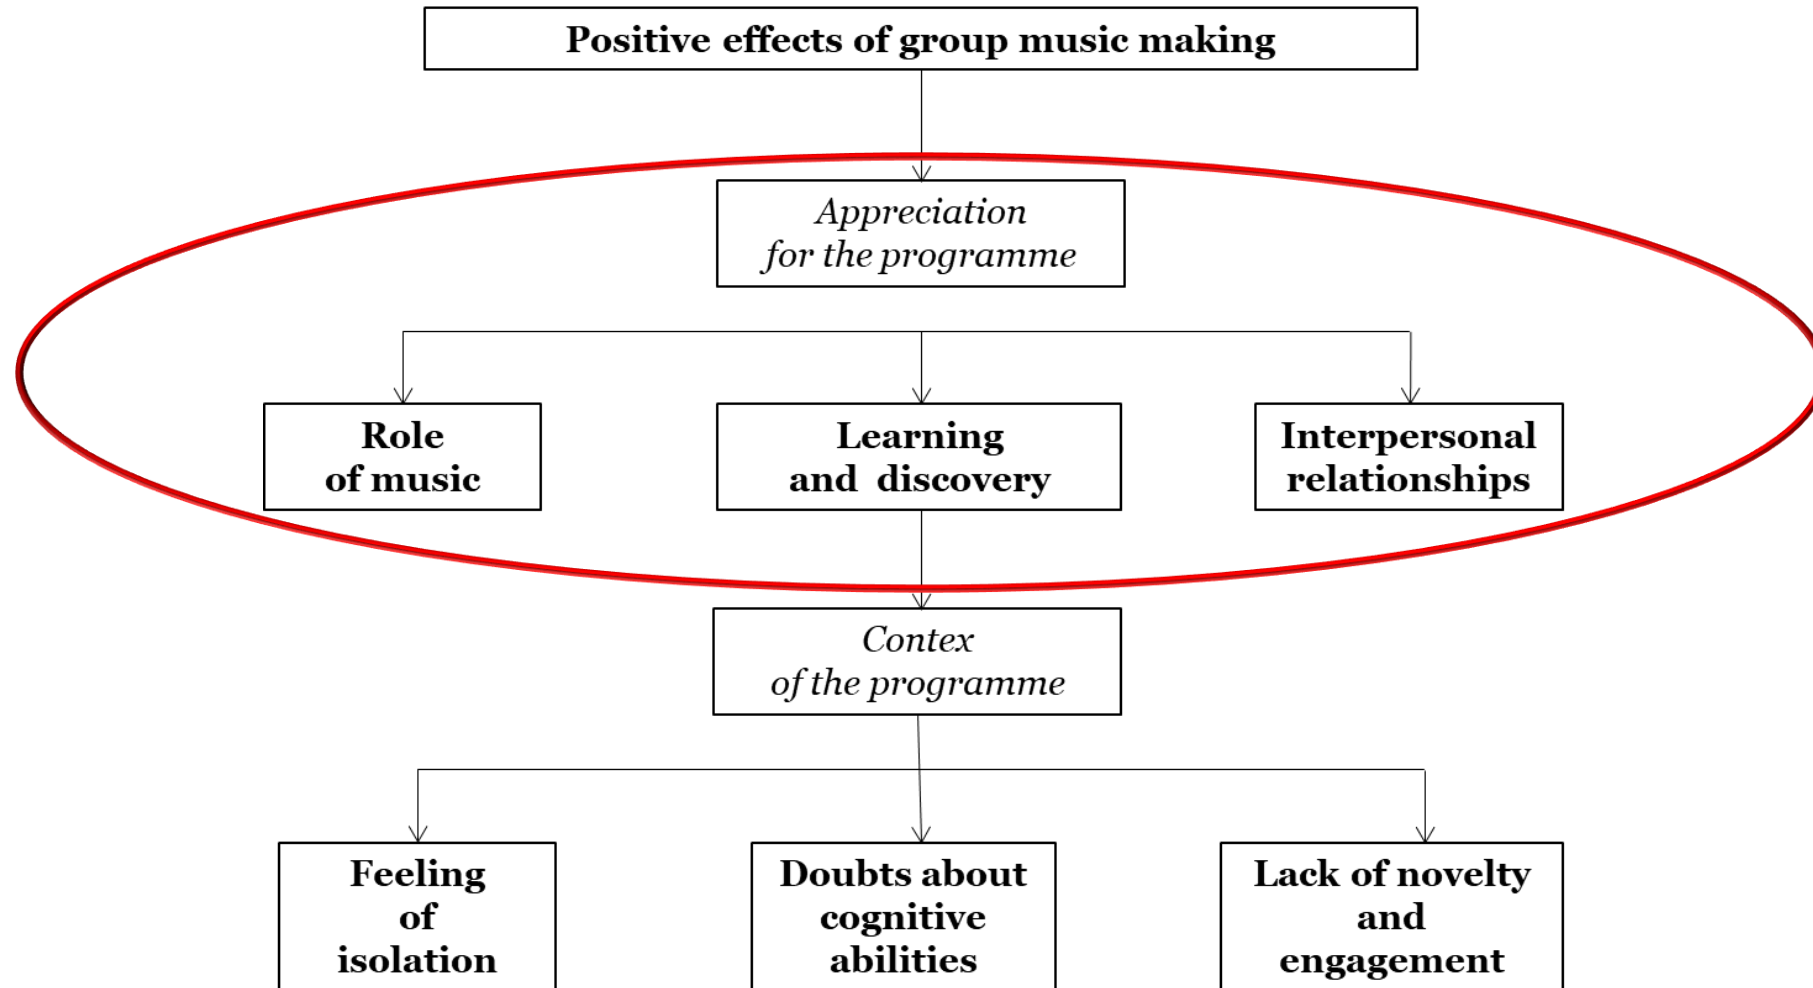 Positive effects of group music making
Appreciation
for the programme
Role
of music
Learning
and discovery
Interpersonal
relationships
Contex
of the programme
Feeling
of
isolation
Doubts about
cognitive
abilities
Lack of novelty
and
engagement